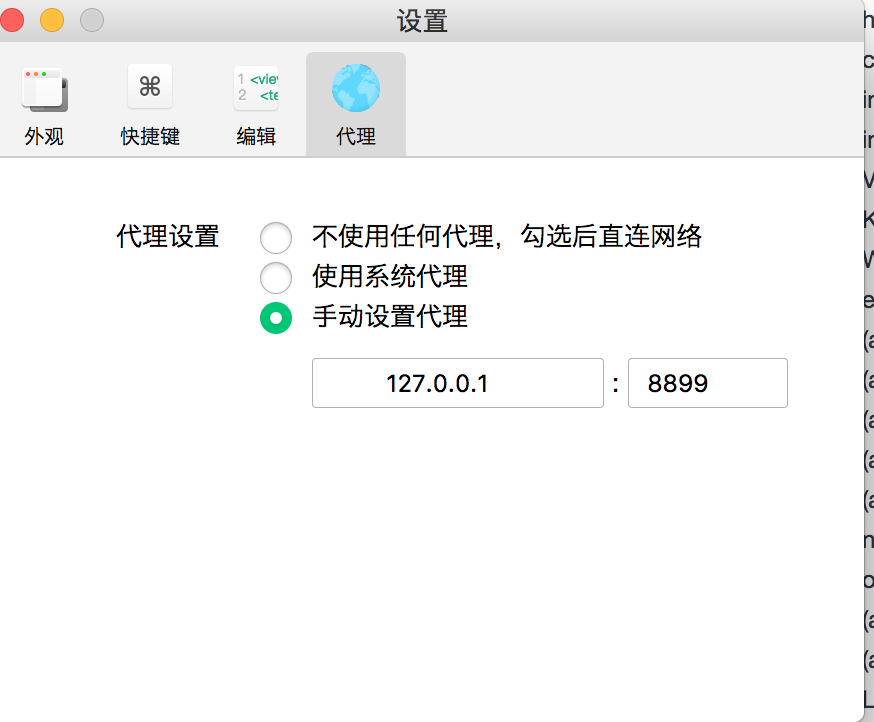 设置
1 <view
2 <te
外观
快捷键
编辑
代理
代理设置
不使用任何代理，勾选后直连网络
使用系统代理
手动设置代理
127.0.0.1 : 8899